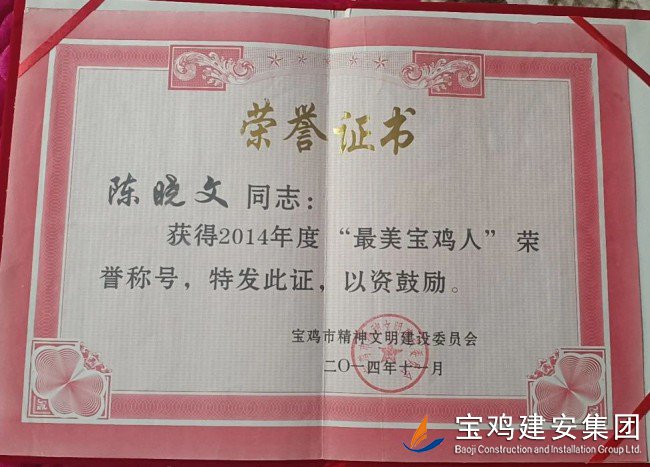 荣誉证书
陈晓文 同志：
获得2014年度“最美宝鸡人”荣
誉称号，特发此证，以资鼓励。
宝鸡市精神文明建设委员会
二〇一四年十一月
宝鸡建安集团
Baoji Construction and Installation Group Ltd.